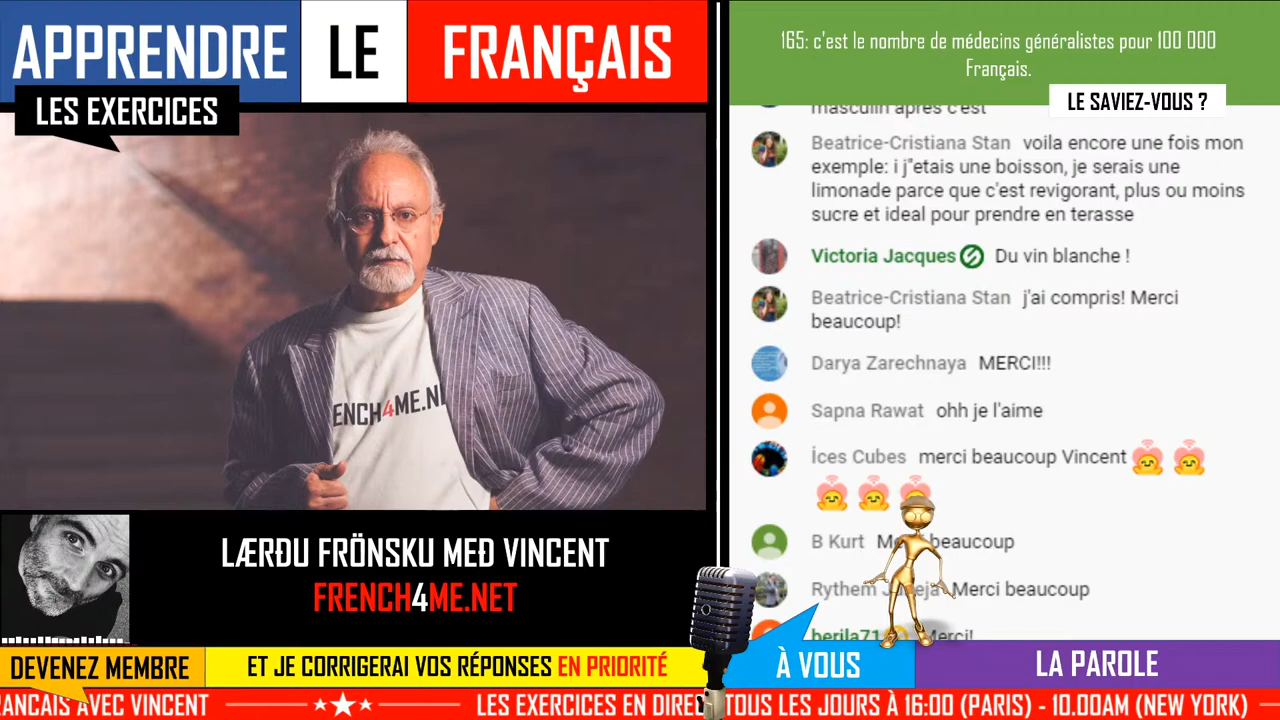 APPRENDRE LE FRANÇAIS
LES EXERCICES
ENCH4ME.NE
LÆRÐU FRÖNSKU MEÐ VINCENT
FRENCH4ME.NET
DEVENEZ MEMBRE
ET JE CORRIGERAI VOS RÉPONSES EN PRIORITÉ
165: c'est le nombre de médecins généralistes pour 100 000
Français.
LE SAVIEZ-VOUS ?
masculin après c'est
Beatrice-Cristiana Stan voila encore une fois mon
exemple: i j"etais une boisson, je serais une
limonade parce que c'est revigorant, plus ou moins
sucre et ideal pour prendre en terasse
Victoria Jacques Du vin blanche !
Beatrice-Cristiana Stan j'ai compris! Merci
beaucoup!
Darya Zarechnaya MERCI!!!
Sapna Rawat ohh je l'aime
İces Cubes merci beaucoup Vincent
B Kurt beaucoup
Rythem Merci beaucoup
berila71 Merci!
À VOUS
LA PAROLE
RANCAIS AVEC VINCENT
LES EXERCICES EN DIREC TOUS LES JOURS À 16:00 (PARIS) - 10.00AM (NEW YORK)